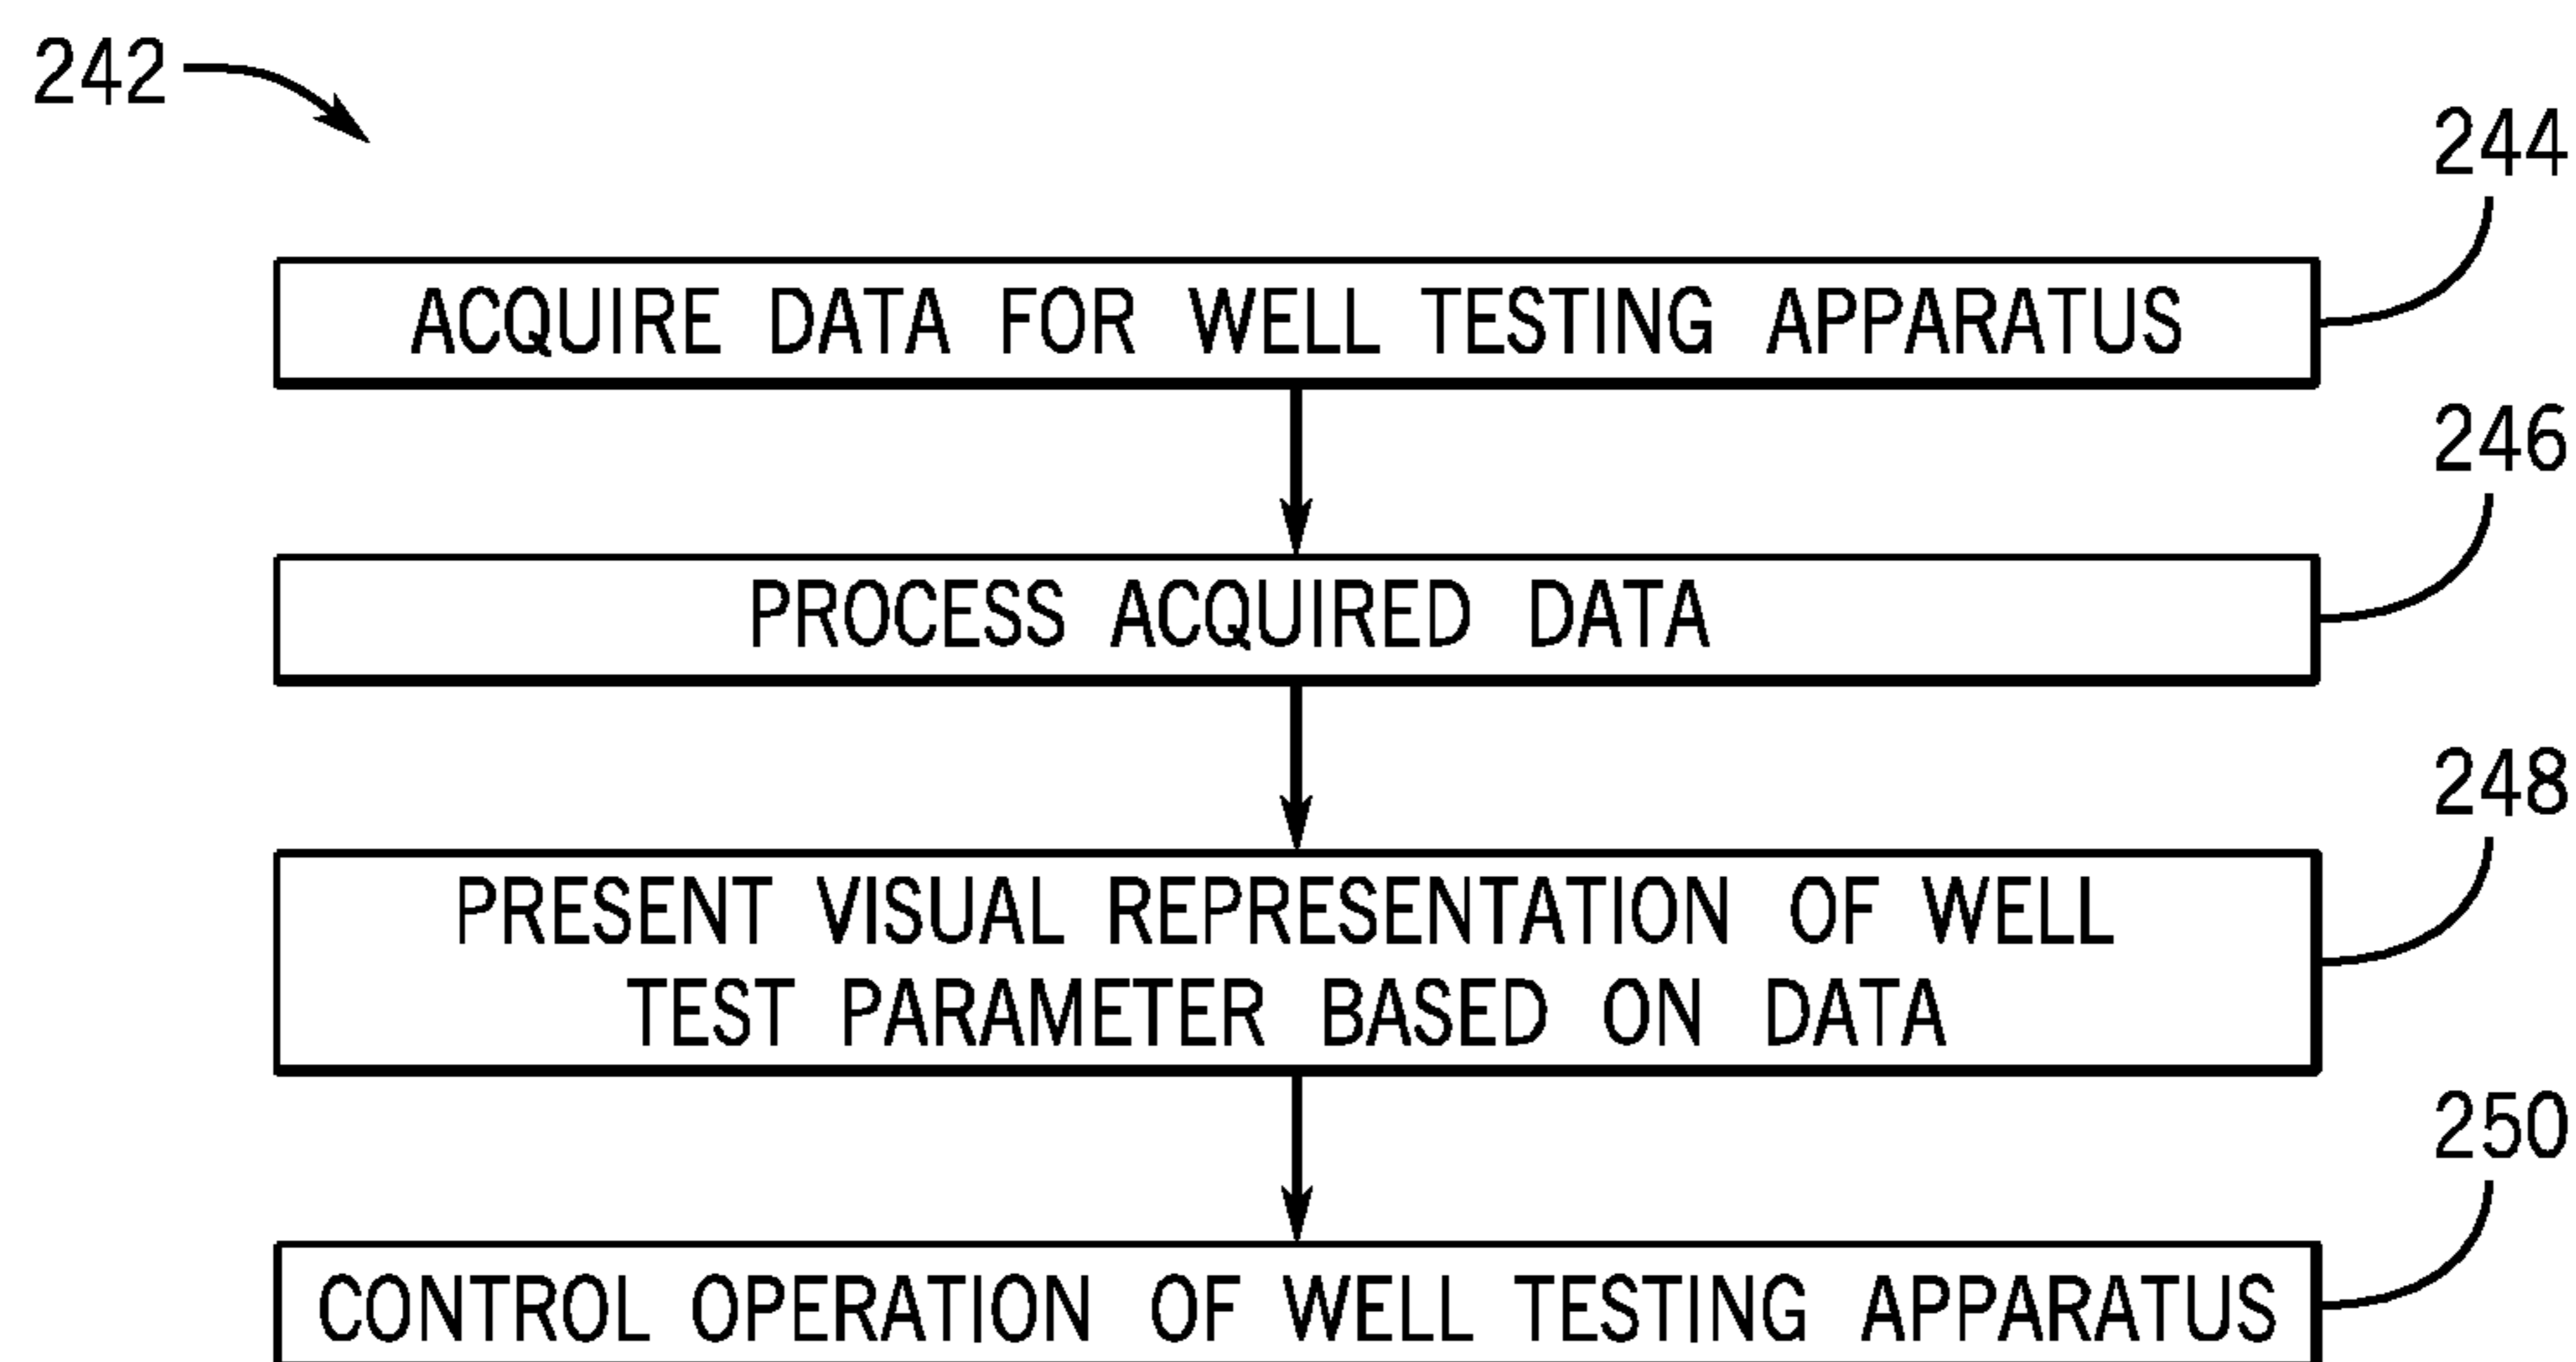 242
244
ACQUIRE DATA FOR WELL TESTING APPARATUS
246
PROCESS ACQUIRED DATA
248
PRESENT VISUAL REPRESENTATION OF WELL
TEST PARAMETER BASED ON DATA
250
CONTROL OPERATION OF WELL TESTING APPARATUS